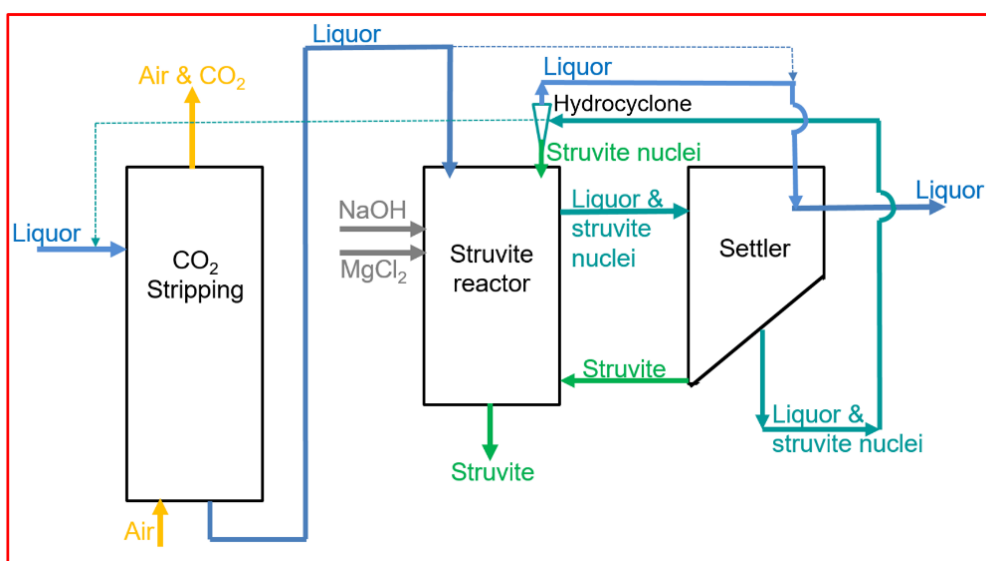 Liquor
Air & CO₂
Liquor
Hydrocyclone
Struvite nuclei
Liquor
CO₂
Stripping
NaOH
MgCl₂
Struvite
reactor
Liquor &
struvite
nuclei
Settler
Liquor
Struvite
Liquor &
struvite nuclei
Struvite
Air